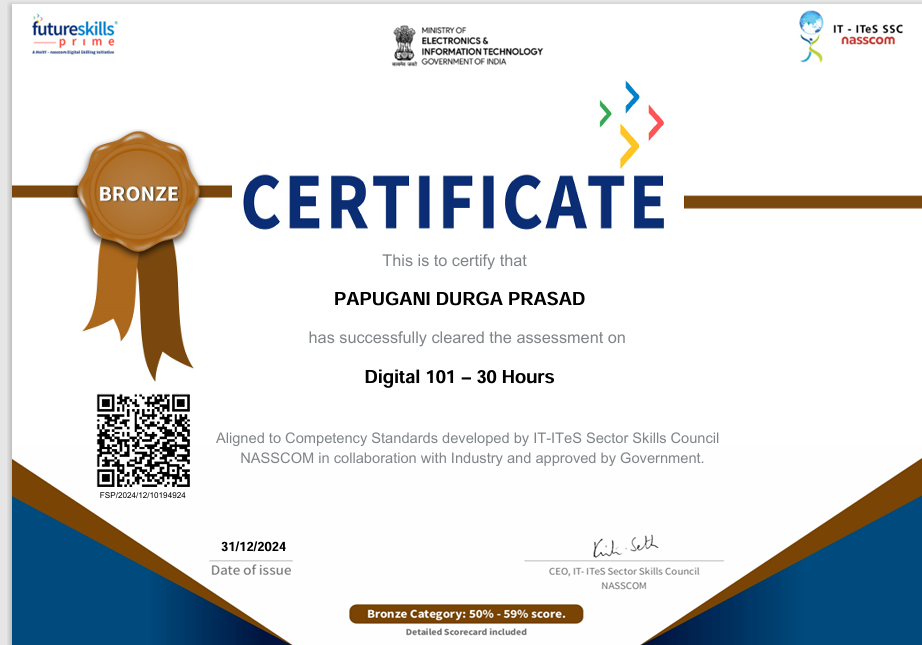 futureskills
prime
A MeitY - nasscom Digital Skilling Initiative
MINISTRY OF
ELECTRONICS &
INFORMATION TECHNOLOGY
GOVERNMENT OF INDIA
सत्यमेव जयते
IT - ITeS SSC
nasscom
BRONZE
CERTIFICATE
This is to certify that
PAPUGANI DURGA PRASAD
has successfully cleared the assessment on
Digital 101 – 30 Hours
Aligned to Competency Standards developed by IT-ITeS Sector Skills Council
NASSCOM in collaboration with Industry and approved by Government.
FSP/2024/12/10194924
31/12/2024
Date of issue
CEO, IT- ITeS Sector Skills Council
NASSCOM
Bronze Category: 50% - 59% score.
Detailed Scorecard included